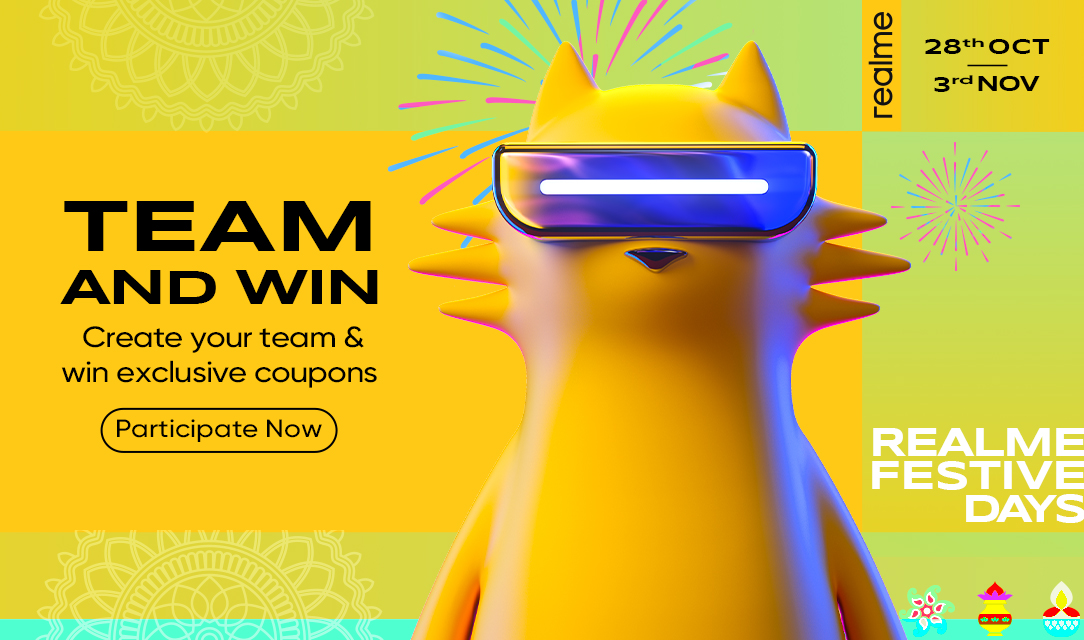 realme
28th OCT
3rd NOV
TEAM
AND WIN
Create your team &
win exclusive coupons
Participate Now
REALME
FESTIVE
DAYS